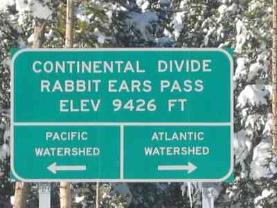 CONTINENTAL DIVIDE
RABBIT EARS PASS
ELEV 9426 FT
PACIFIC
WATERSHED
ATLANTIC
WATERSHED